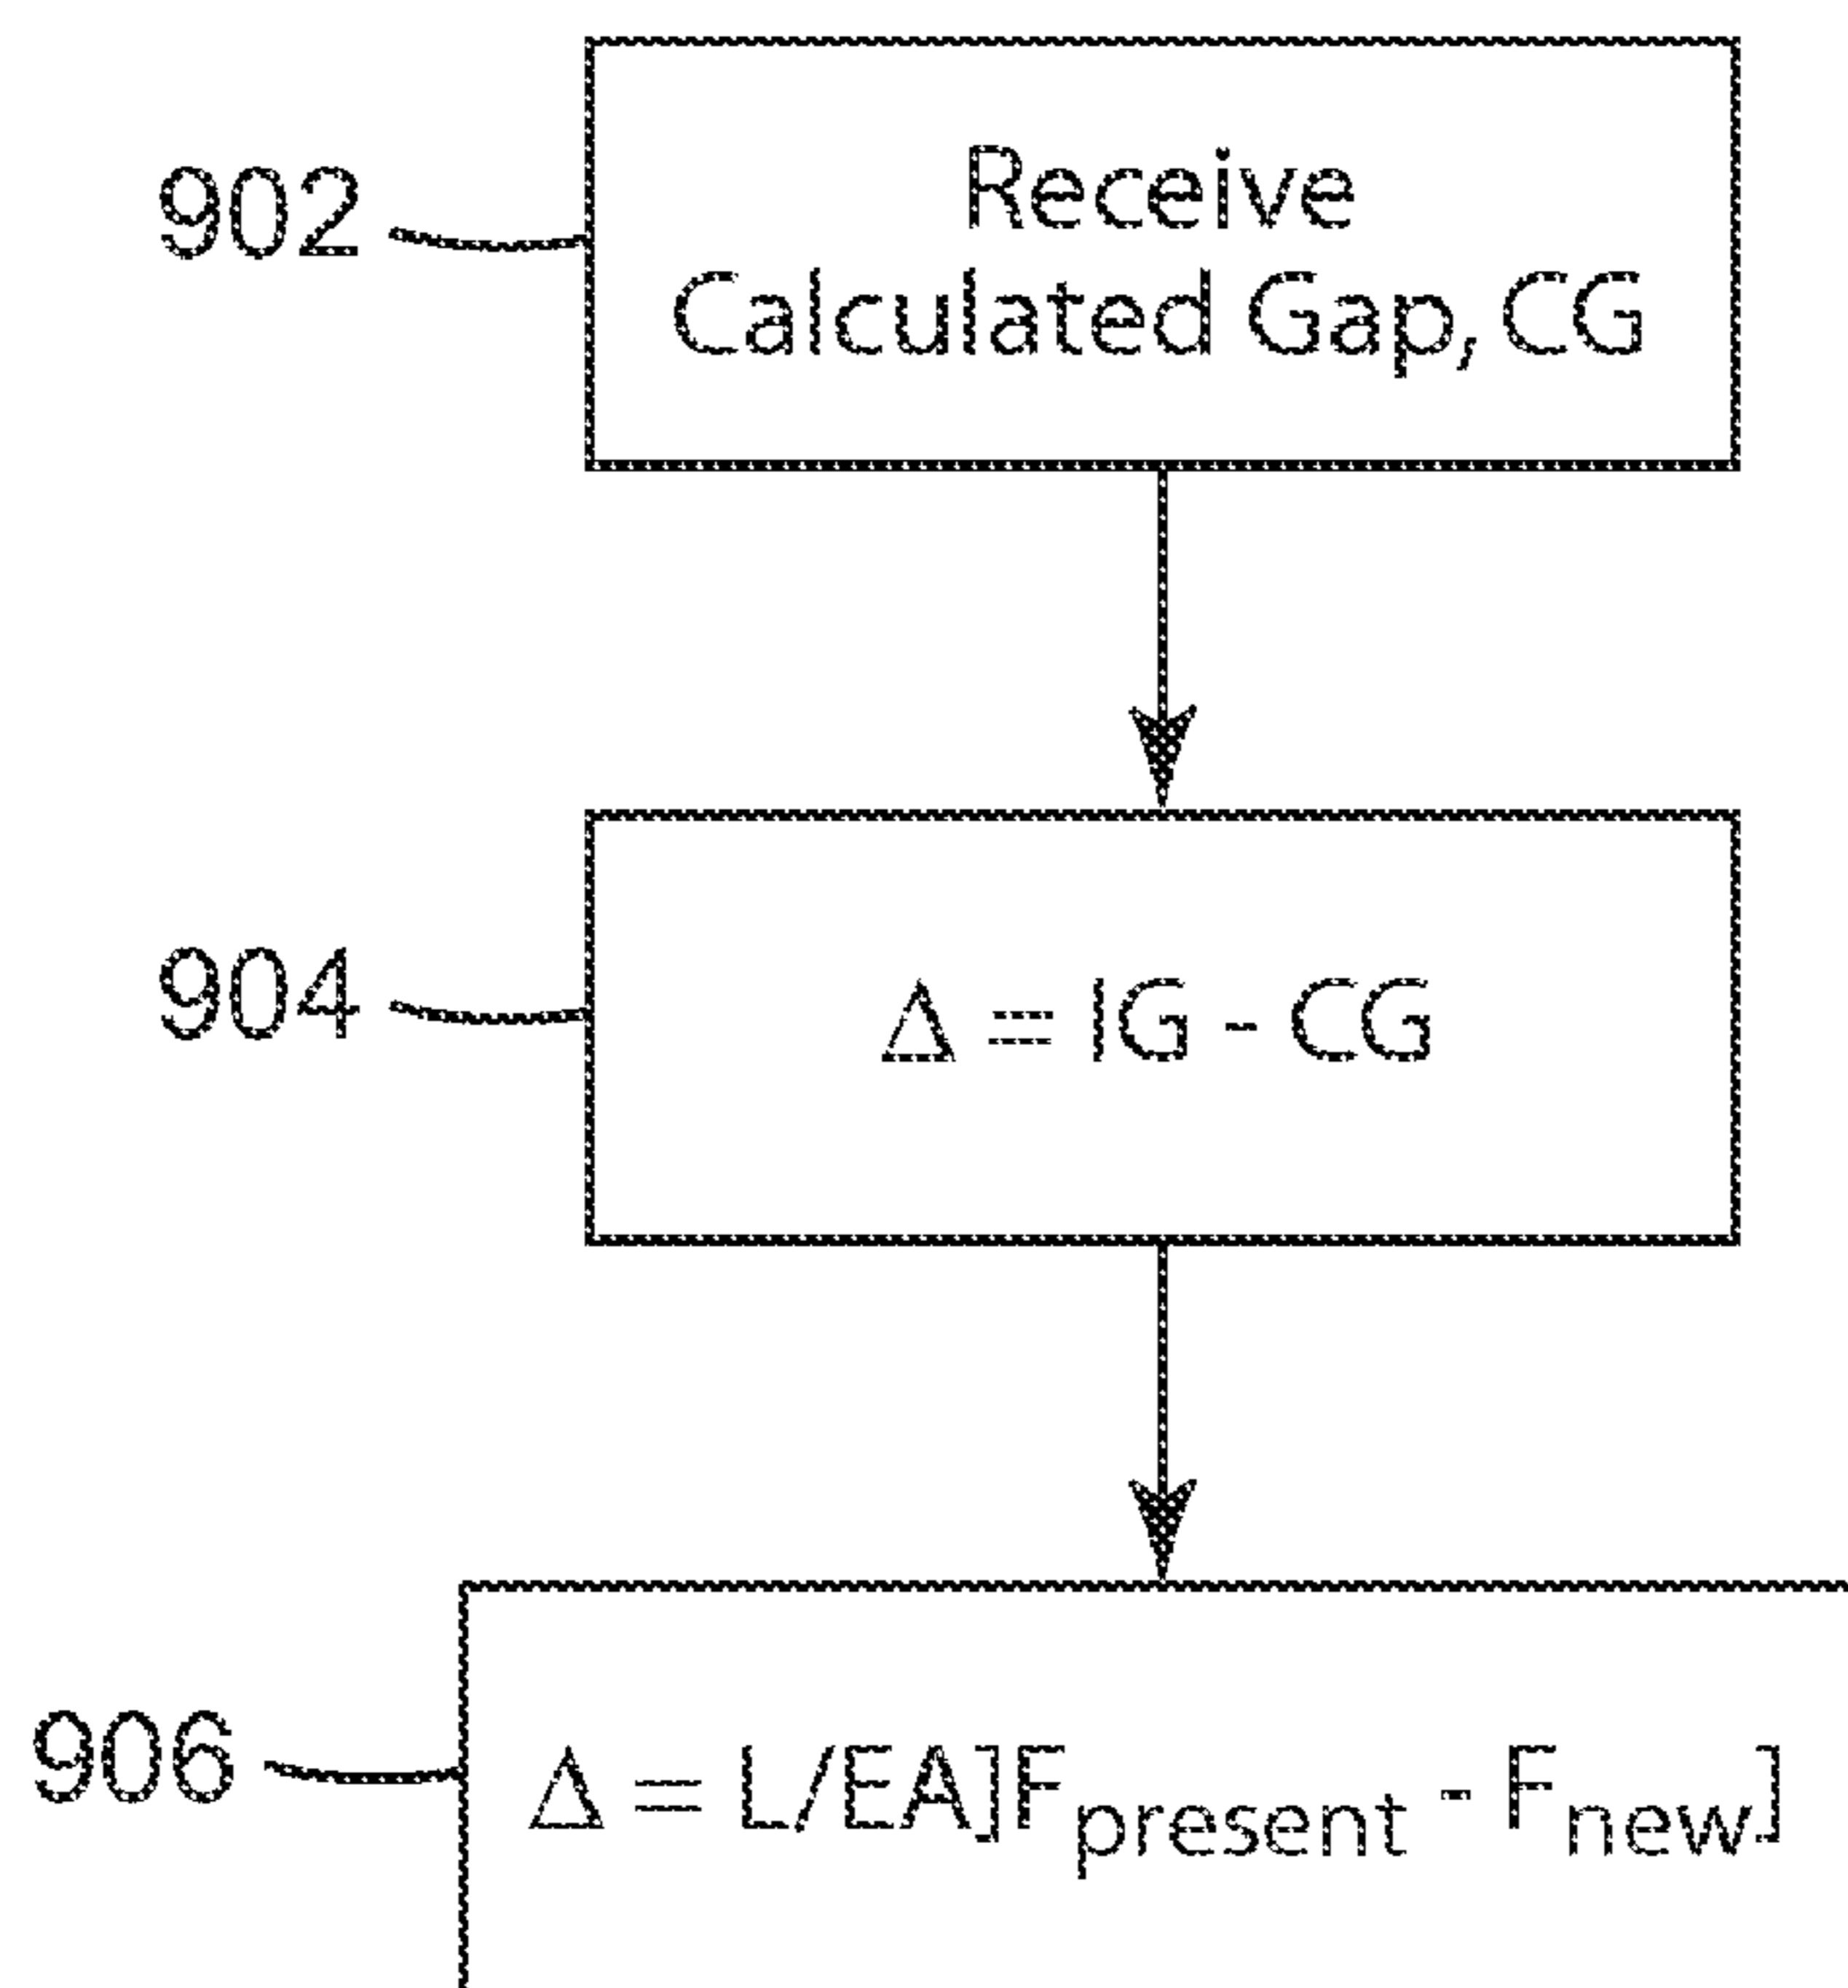 902
Receive
Calculated Gap, CG
904
Δ = IG - CG
906
Δ = L/EA]Fpresent - Fnew]